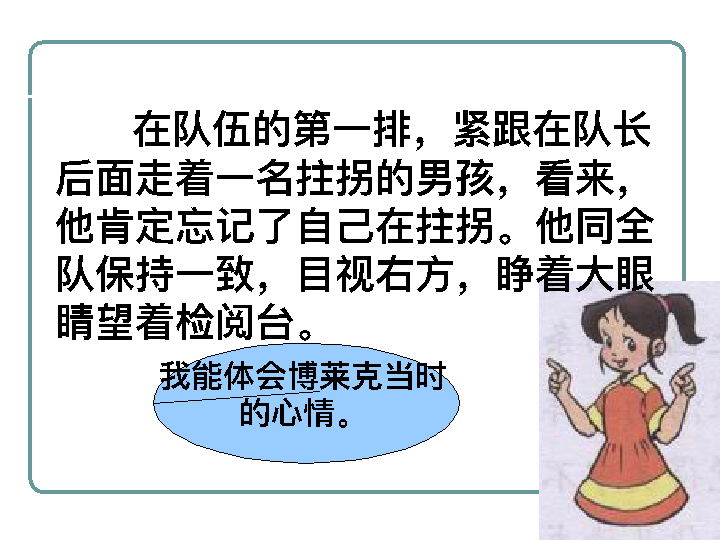 在队伍的第一排，紧跟在队长
后面走着一名拄拐的男孩，看来，
他肯定忘记了自己在拄拐。他同全
队保持一致，目视右方，睁着大眼
睛望着检阅台。
我能体会博莱克当时
的心情。